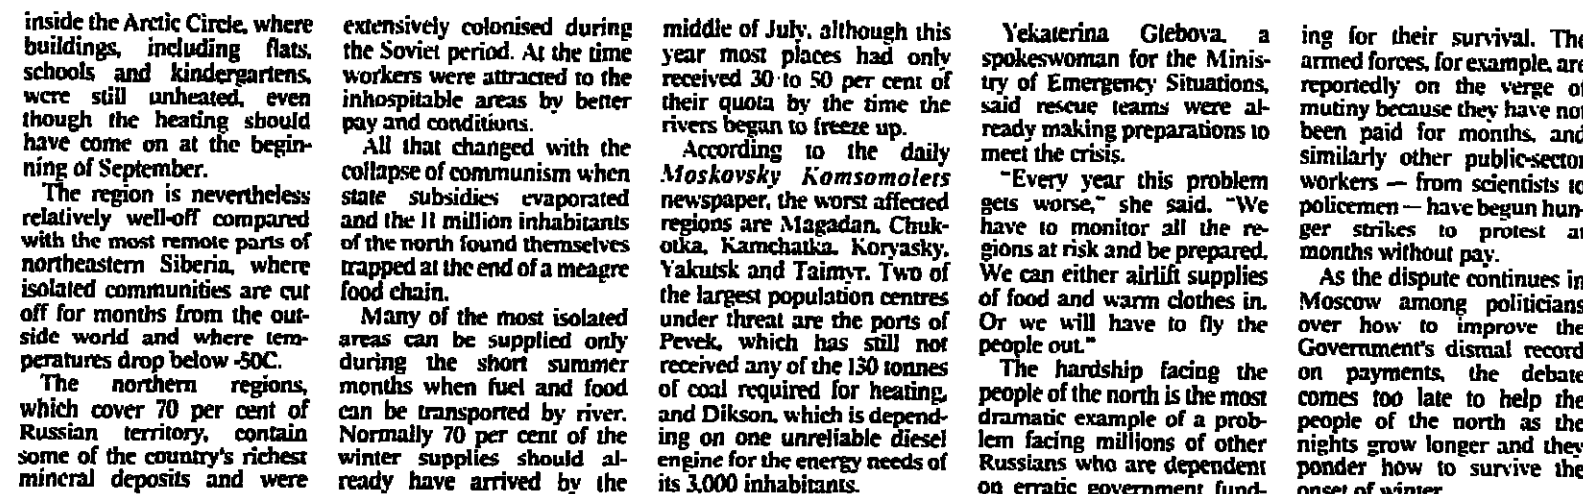 inside the Arctic Circle, where
buildings, including flats,
schools and kindergartens,
were still unheated, even
though the heating should
have come on at the begin-
ning of September.
The region is nevertheless
relatively well-off compared
with the most remote parts of
northeastern Siberia, where
isolated communities are cut
off for months from the out-
side world and where tem-
peratures drop below -50C.
The northern regions,
which cover 70 per cent of
Russian territory, contain
some of the country's richest
mineral deposits and were
extensively colonised during
the Soviet period. At the time
workers were attracted to the
inhospitable areas by better
pay and conditions.
All that changed with the
collapse of communism when
state subsidies evaporated
and the 11 million inhabitants
of the north found themselves
trapped at the end of a meagre
food chain.
Many of the most isolated
areas can be supplied only
during the short summer
months when fuel and food
can be transported by river.
Normally 70 per cent of the
winter supplies should al-
ready have arrived by the
middle of July, although this
year most places had only
received 30 to 50 per cent of
their quota by the time the
rivers began to freeze up.
According to the daily
Moskovsky Komsomolets
newspaper, the worst affected
regions are Magadan, Chuk-
otka, Kamchatka, Koryasky,
Yakutsk and Taimyr. Two of
the largest population centres
under threat are the ports of
Pevek, which has still not
received any of the 130 tonnes
of coal required for heating,
and Dikson, which is depend-
ing on one unreliable diesel
engine for the energy needs of
its 3,000 inhabitants.
Yekaterina Glebova, a
spokeswoman for the Minis-
try of Emergency Situations,
said rescue teams were al-
ready making preparations to
meet the crisis.
"Every year this problem
gets worse," she said. "We
have to monitor all the re-
gions at risk and be prepared.
We can either airlift supplies
of food and warm clothes in.
Or we will have to fly the
people out."
The hardship facing the
people of the north is the most
dramatic example of a prob-
lem facing millions of other
Russians who are dependent
on erratic government fund-
ing for their survival. The
armed forces, for example, are
reportedly on the verge of
mutiny because they have not
been paid for months, and
similarly other public-sector
workers — from scientists to
policemen — have begun hun-
ger strikes to protest at
months without pay.
As the dispute continues in
Moscow among politicians
over how to improve the
Government's dismal record
on payments, the debate
comes too late to help the
people of the north as the
nights grow longer and they
ponder how to survive the
onset of winter.